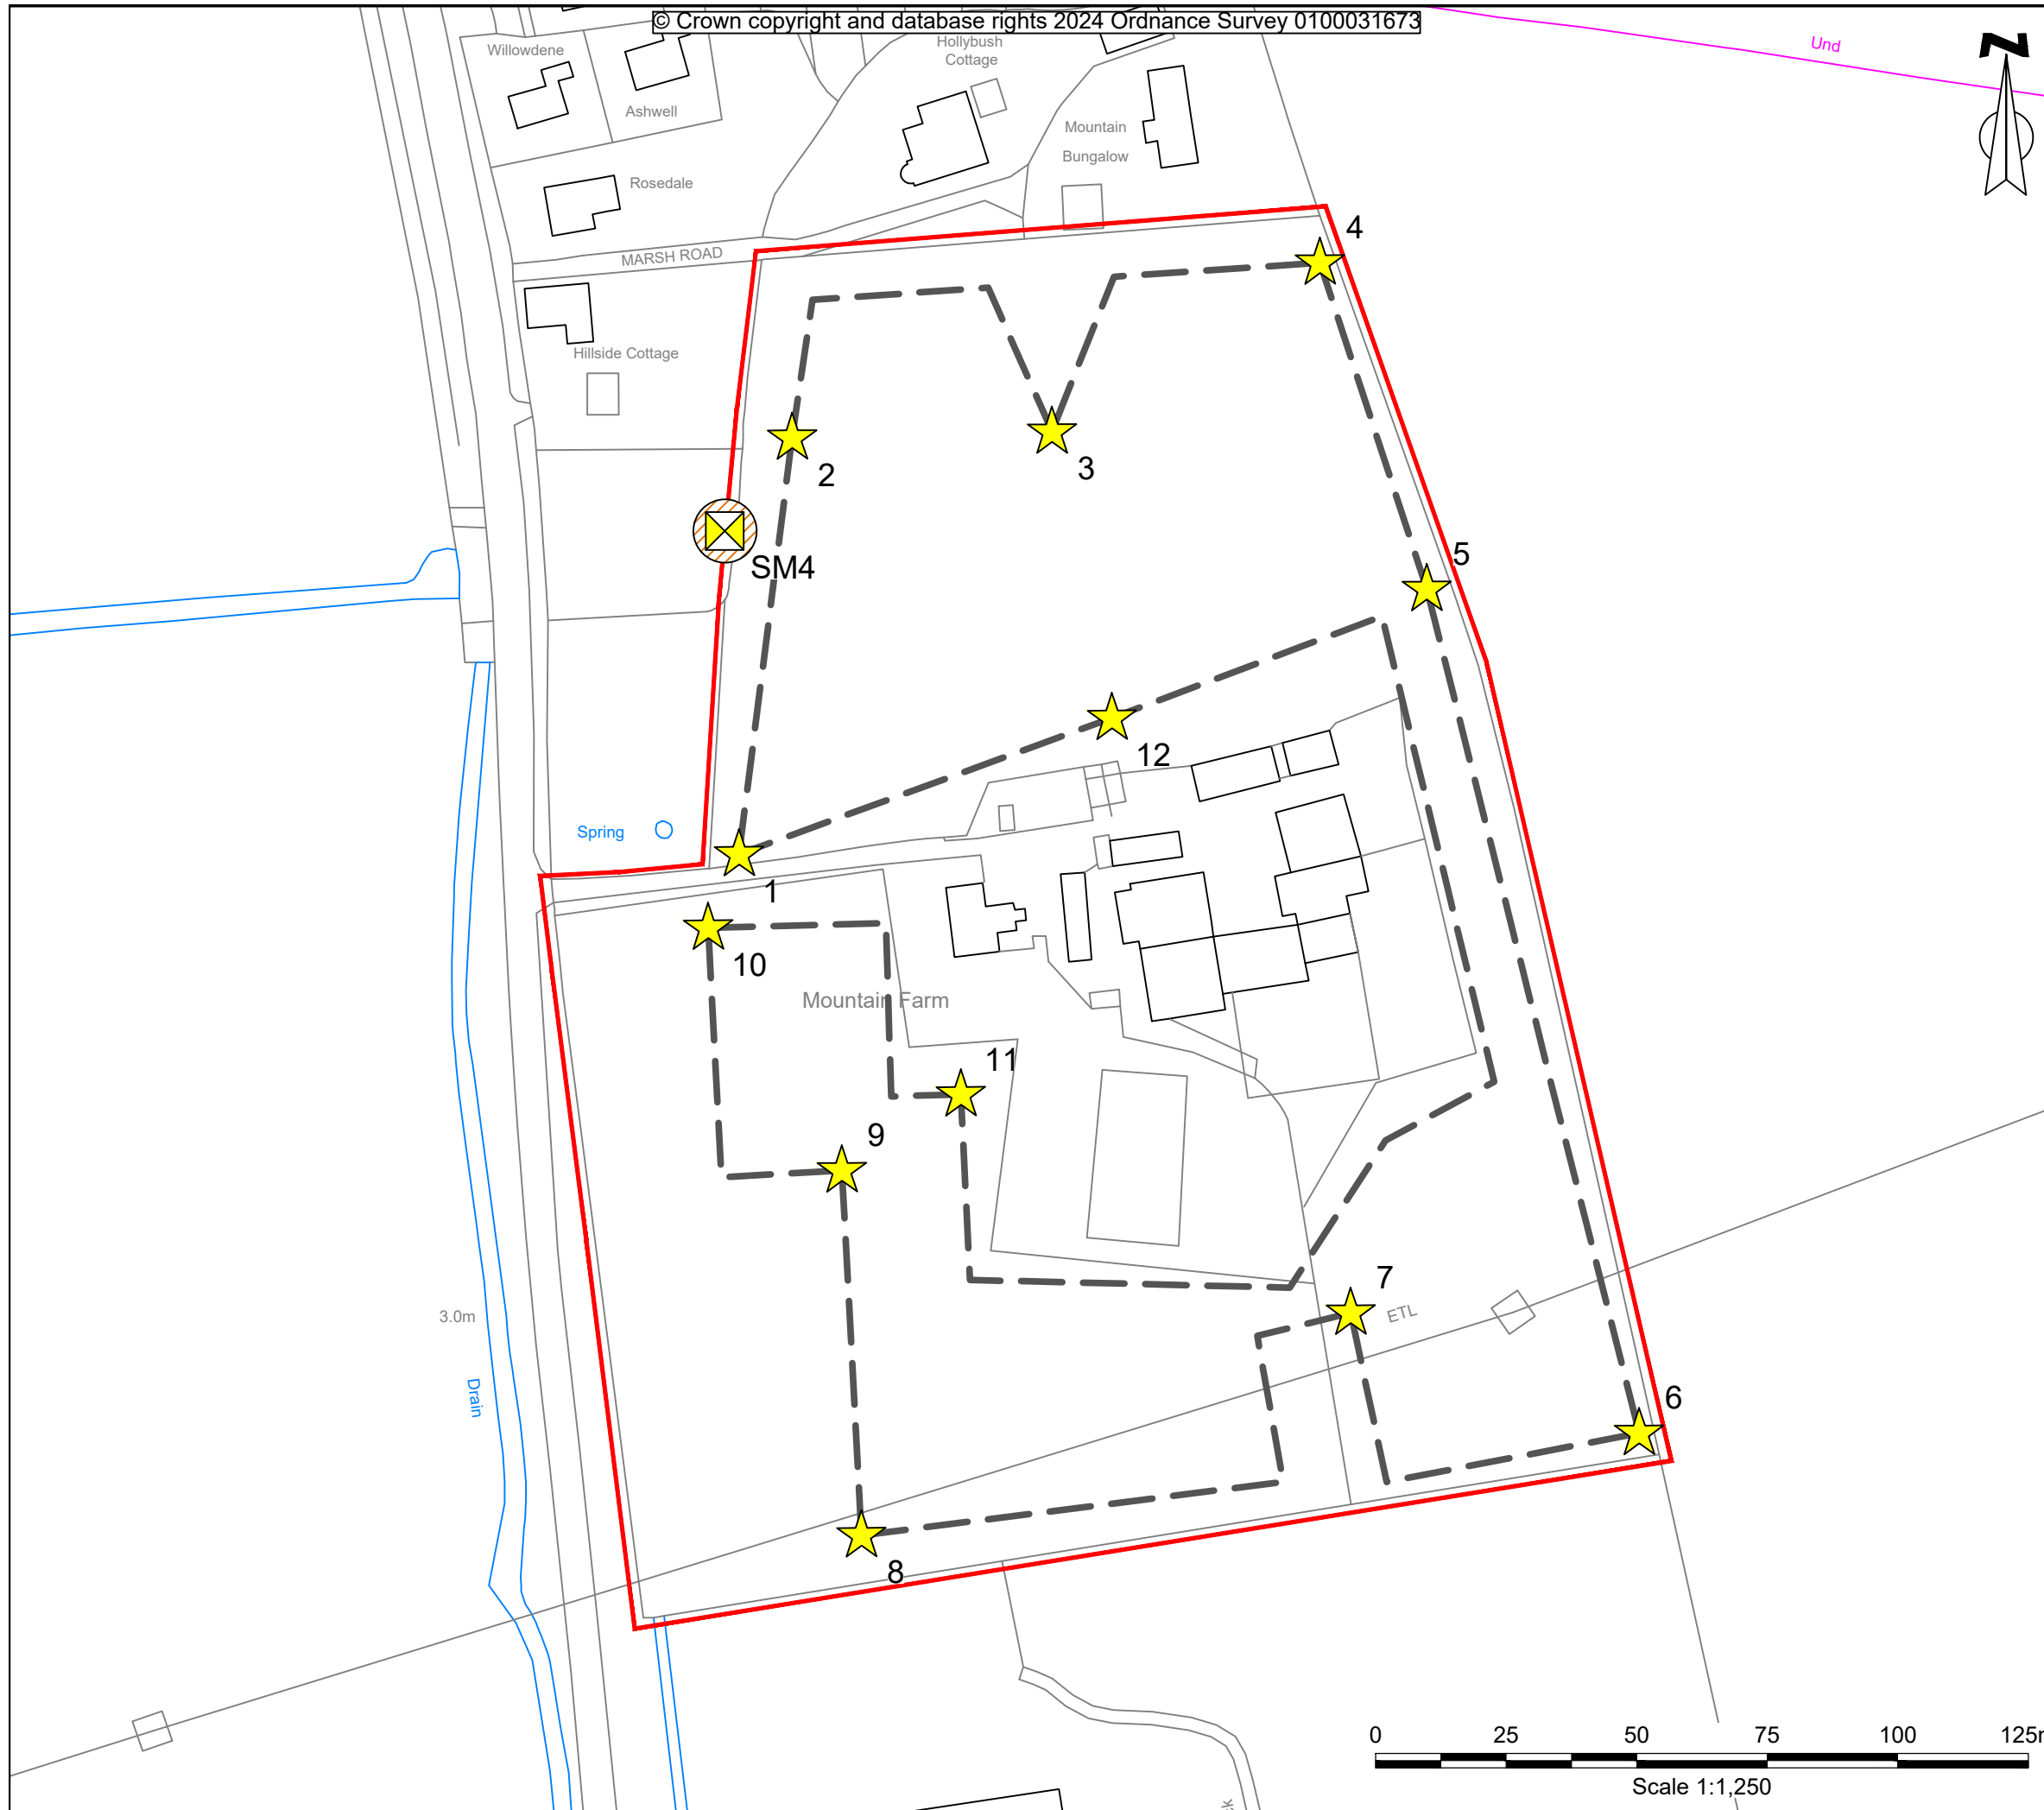 © Crown copyright and database rights 2024 Ordnance Survey 0100031673
Willowdene
Hollybush
Cottage
Und
Ashwell
Mountain
Bungalow
Rosedale
4
MARSH ROAD
Hillside Cottage
2
3
5
SM4
12
Spring
1
10
Mountain Farm
11
9
7
3.0m
ETL
Drain
6
8
0 25 50 75 100 125m
Scale 1:1,250